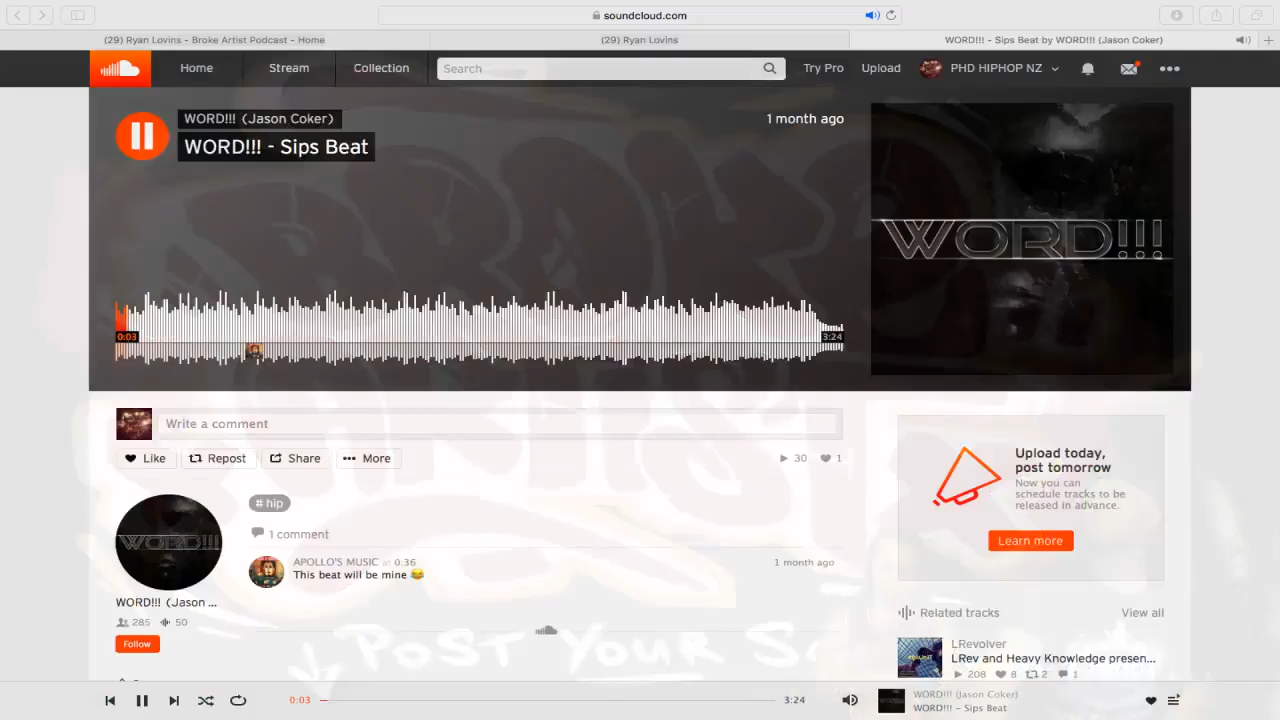 soundcloud.com
(29) Ryan Lovins - Broke Artist Podcast - Home
(29) Ryan Lovins
WORD!!! - Sips Beat by WORD!!! (Jason Coker)
Home
Stream
Collection
Search
Try Pro
Upload
PHD HIPHOP NZ
WORD!!! (Jason Coker)
WORD!!! - Sips Beat
1 month ago
WORD!!!
0:03
3:24
Write a comment
Like
Repost
Share
More
30
1
Upload today,
post tomorrow
Now you can
schedule tracks to be
released in advance.
Learn more
# hip
1 comment
APOLLO'S MUSIC at 0:36
1 month ago
This beat will be mine 😂
WORD!!!
WORD!!! (Jason ...
285
50
Follow
Related tracks
View all
LRevolver
LRev and Heavy Knowledge presen...
208
8
2
1
POST YOUR S
0:03
3:24
WORD!!! (Jason Coker)
WORD!!! - Sips Beat